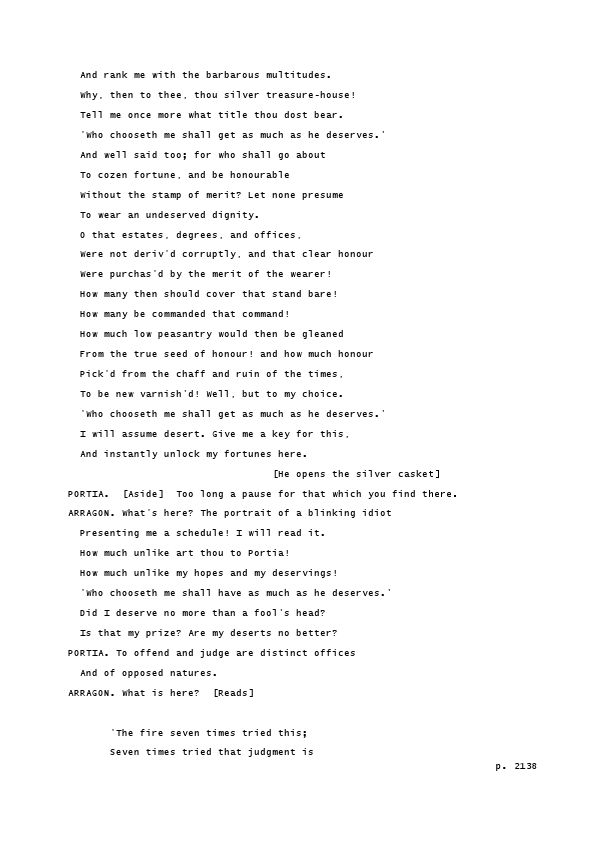 And rank me with the barbarous multitudes.
Why, then to thee, thou silver treasure-house!
Tell me once more what title thou dost bear.
'Who chooseth me shall get as much as he deserves.'
And well said too; for who shall go about
To cozen fortune, and be honourable
Without the stamp of merit? Let none presume
To wear an undeserved dignity.
O that estates, degrees, and offices,
Were not deriv'd corruptly, and that clear honour
Were purchas'd by the merit of the wearer!
How many then should cover that stand bare!
How many be commanded that command!
How much low peasantry would then be gleaned
From the true seed of honour! and how much honour
Pick'd from the chaff and ruin of the times,
To be new varnish'd! Well, but to my choice.
'Who chooseth me shall get as much as he deserves.'
I will assume desert. Give me a key for this,
And instantly unlock my fortunes here.
[He opens the silver casket]
PORTIA.  [Aside]  Too long a pause for that which you find there.
ARRAGON. What's here? The portrait of a blinking idiot
Presenting me a schedule! I will read it.
How much unlike art thou to Portia!
How much unlike my hopes and my deservings!
'Who chooseth me shall have as much as he deserves.'
Did I deserve no more than a fool's head?
Is that my prize? Are my deserts no better?
PORTIA. To offend and judge are distinct offices
And of opposed natures.
ARRAGON. What is here?  [Reads]
'The fire seven times tried this;
Seven times tried that judgment is
p. 2138